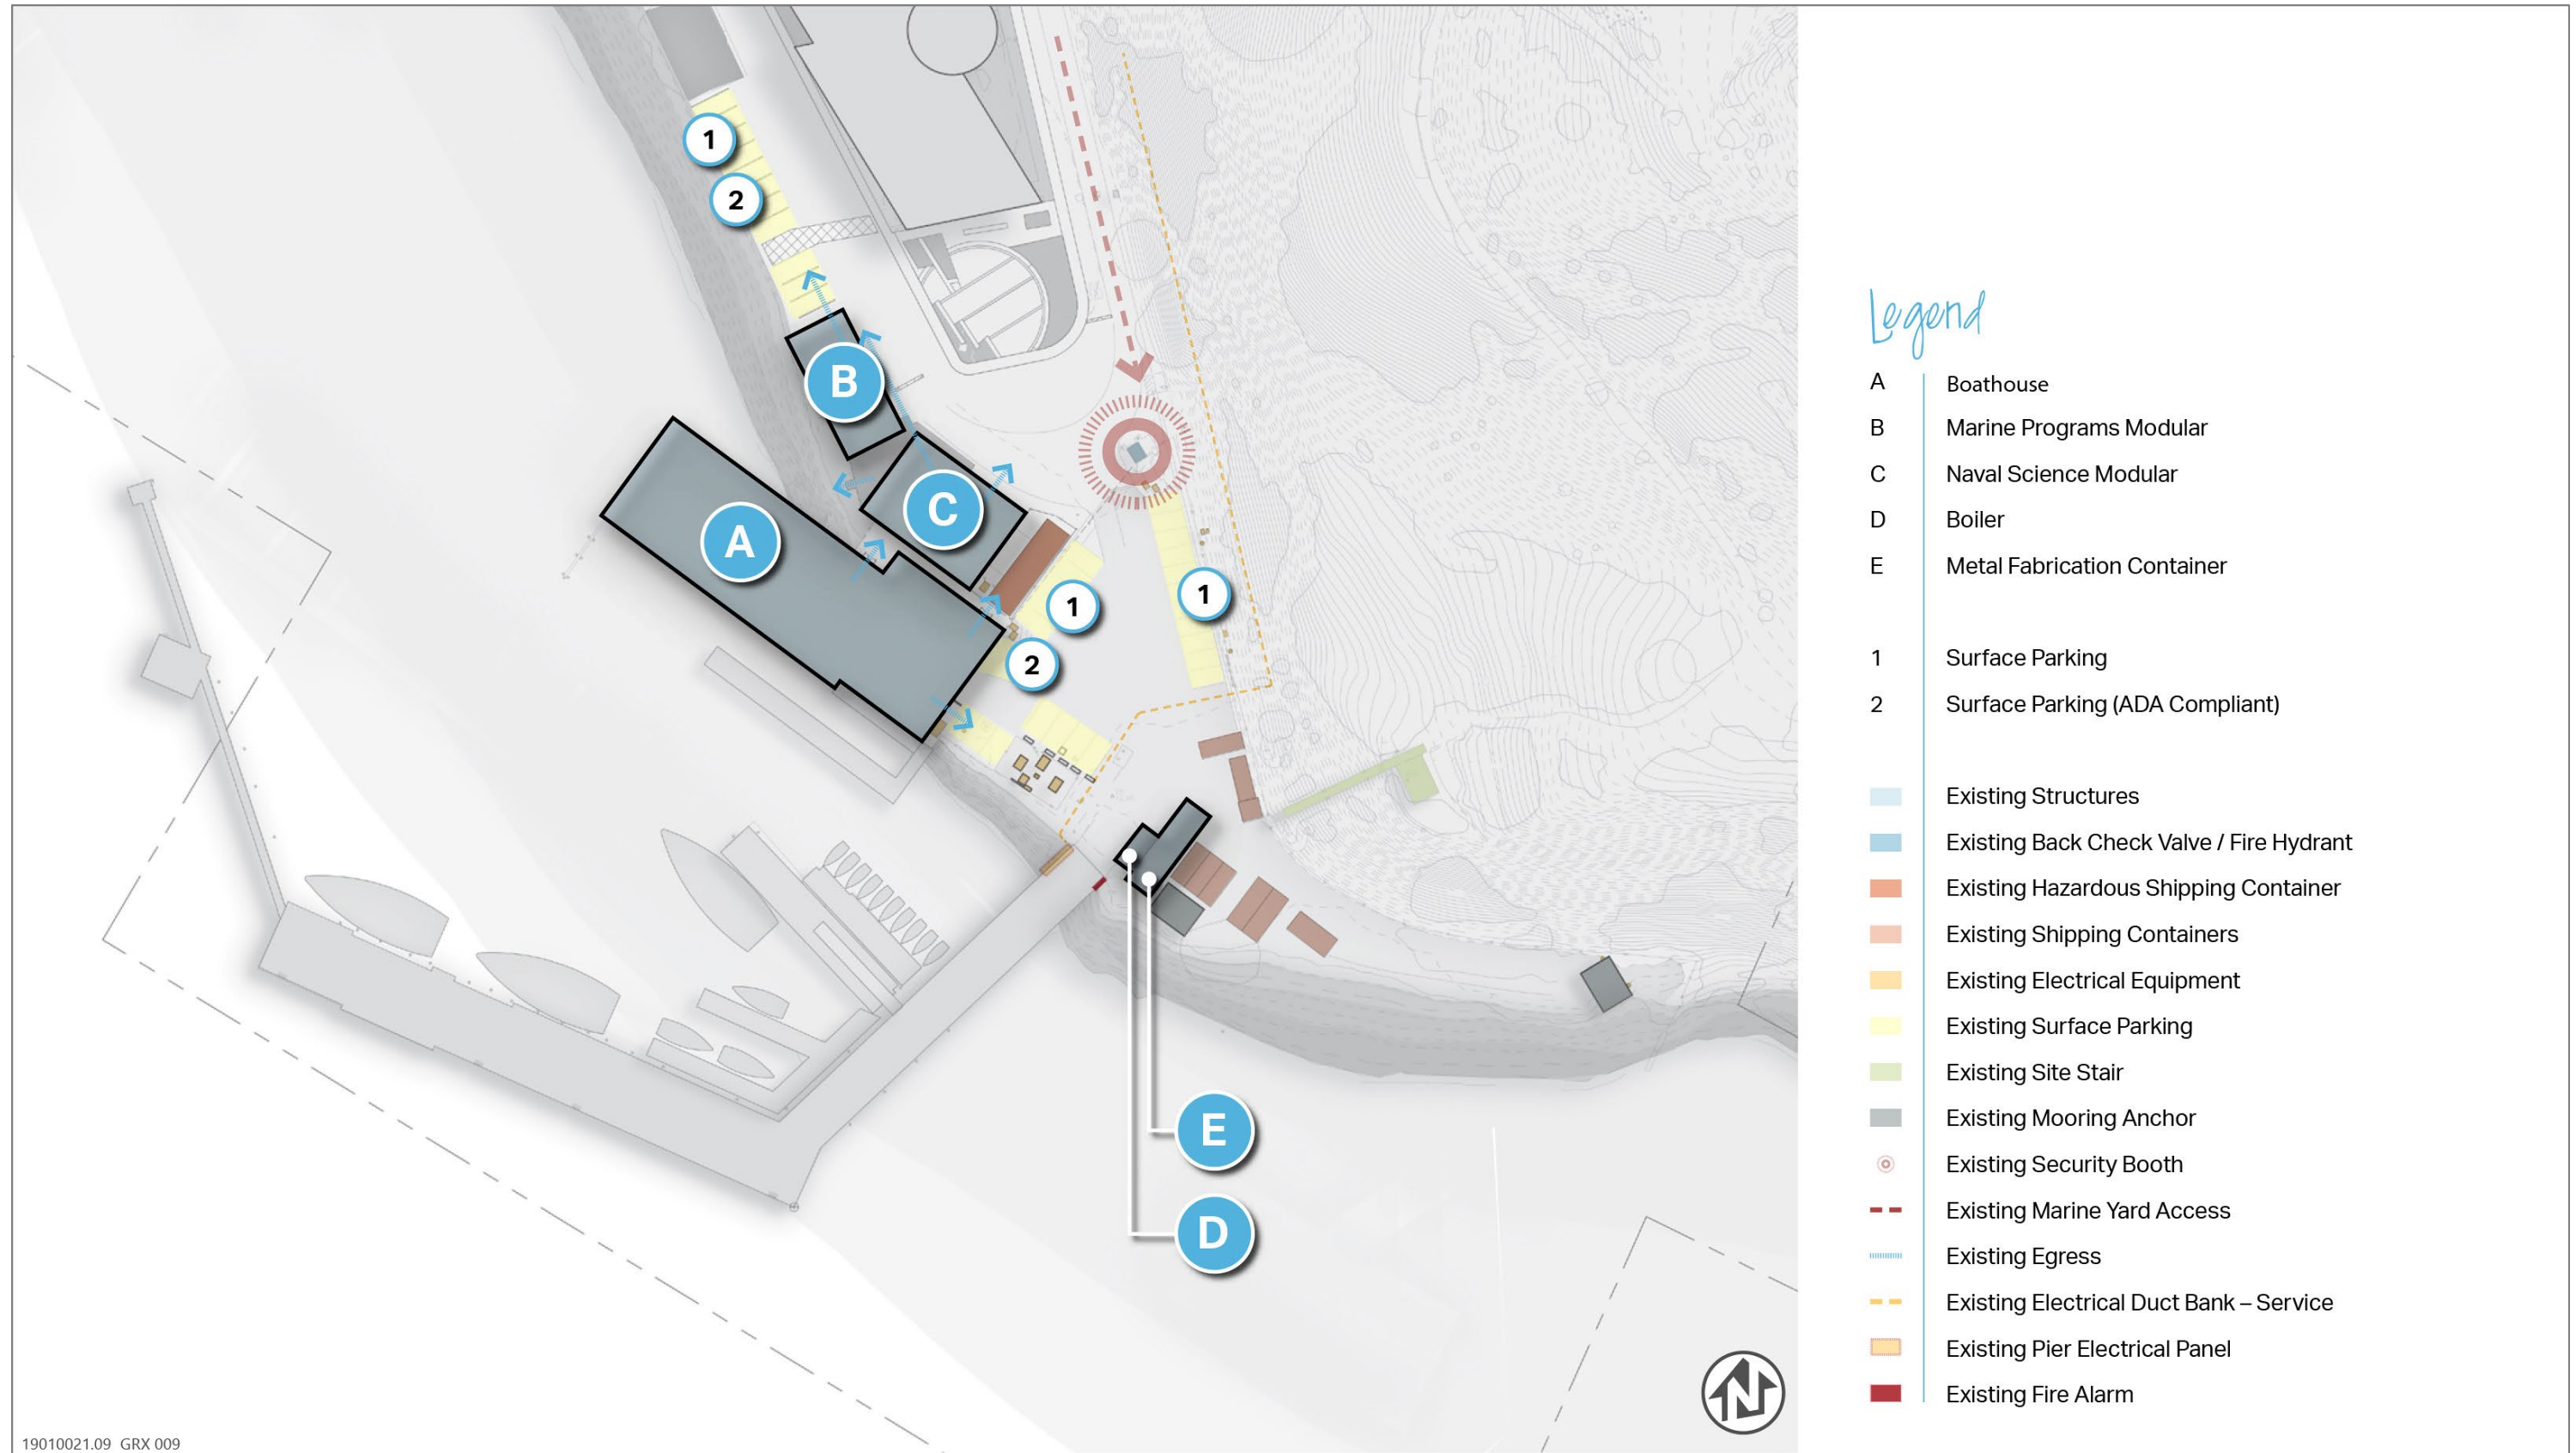 1
2
B
C
A
1
1
2
E
D
N
19010021.09 GRX 009
Legend
A Boathouse
B Marine Programs Modular
C Naval Science Modular
D Boiler
E Metal Fabrication Container
1 Surface Parking
2 Surface Parking (ADA Compliant)
Existing Structures
Existing Back Check Valve / Fire Hydrant
Existing Hazardous Shipping Container
Existing Shipping Containers
Existing Electrical Equipment
Existing Surface Parking
Existing Site Stair
Existing Mooring Anchor
Existing Security Booth
Existing Marine Yard Access
Existing Egress
Existing Electrical Duct Bank – Service
Existing Pier Electrical Panel
Existing Fire Alarm